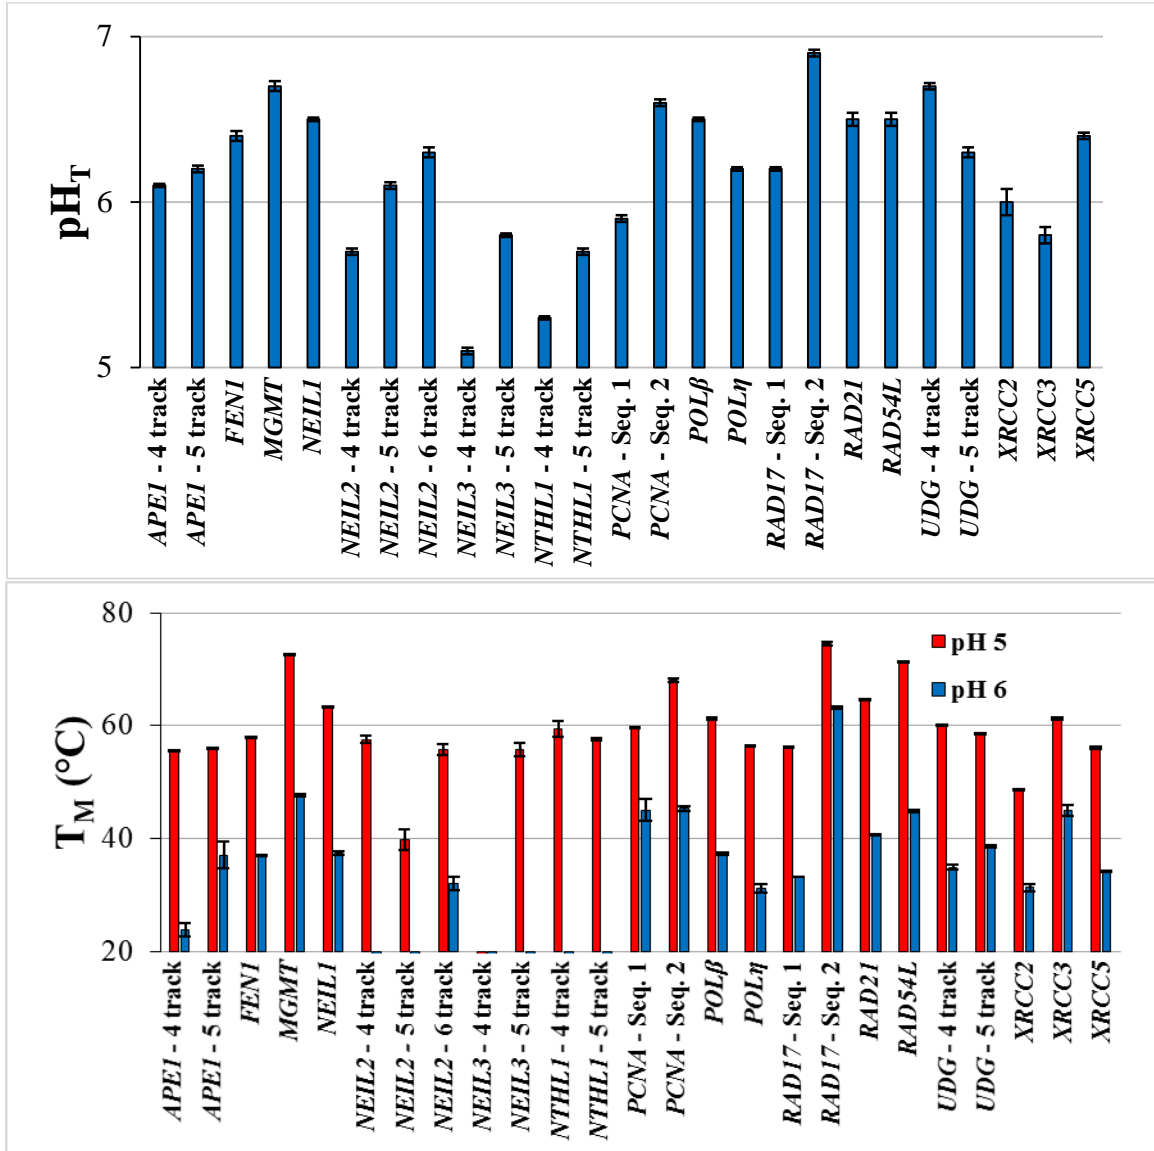 7
6
5
pH_T
APE1 - 4 track
APE1 - 5 track
FEN1
MGMT
NEIL1
NEIL2 - 4 track
NEIL2 - 5 track
NEIL2 - 6 track
NEIL3 - 4 track
NEIL3 - 5 track
NTHL1 - 4 track
NTHL1 - 5 track
PCNA - Seq. 1
PCNA - Seq. 2
POLβ
POLη
RAD17 - Seq. 1
RAD17 - Seq. 2
RAD21
RAD54L
UDG - 4 track
UDG - 5 track
XRCC2
XRCC3
XRCC5
80
60
40
20
T_M (°C)
pH 5
pH 6
APE1 - 4 track
APE1 - 5 track
FEN1
MGMT
NEIL1
NEIL2 - 4 track
NEIL2 - 5 track
NEIL2 - 6 track
NEIL3 - 4 track
NEIL3 - 5 track
NTHL1 - 4 track
NTHL1 - 5 track
PCNA - Seq. 1
PCNA - Seq. 2
POLβ
POLη
RAD17 - Seq. 1
RAD17 - Seq. 2
RAD21
RAD54L
UDG - 4 track
UDG - 5 track
XRCC2
XRCC3
XRCC5